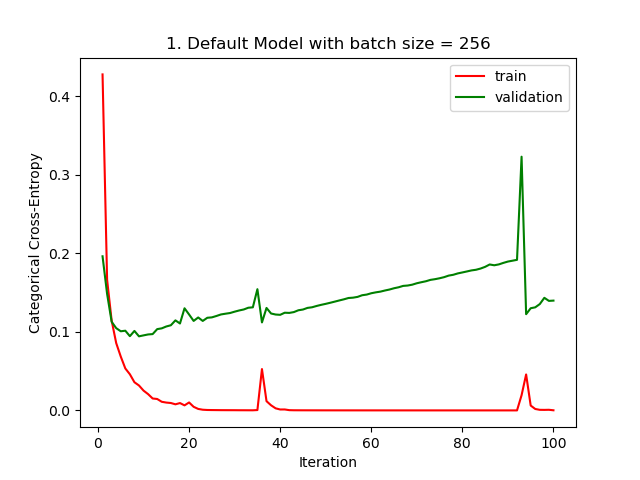 1. Default Model with batch size = 256
train
validation
Categorical Cross-Entropy
0.4
0.3
0.2
0.1
0.0
0 20 40 60 80 100
Iteration